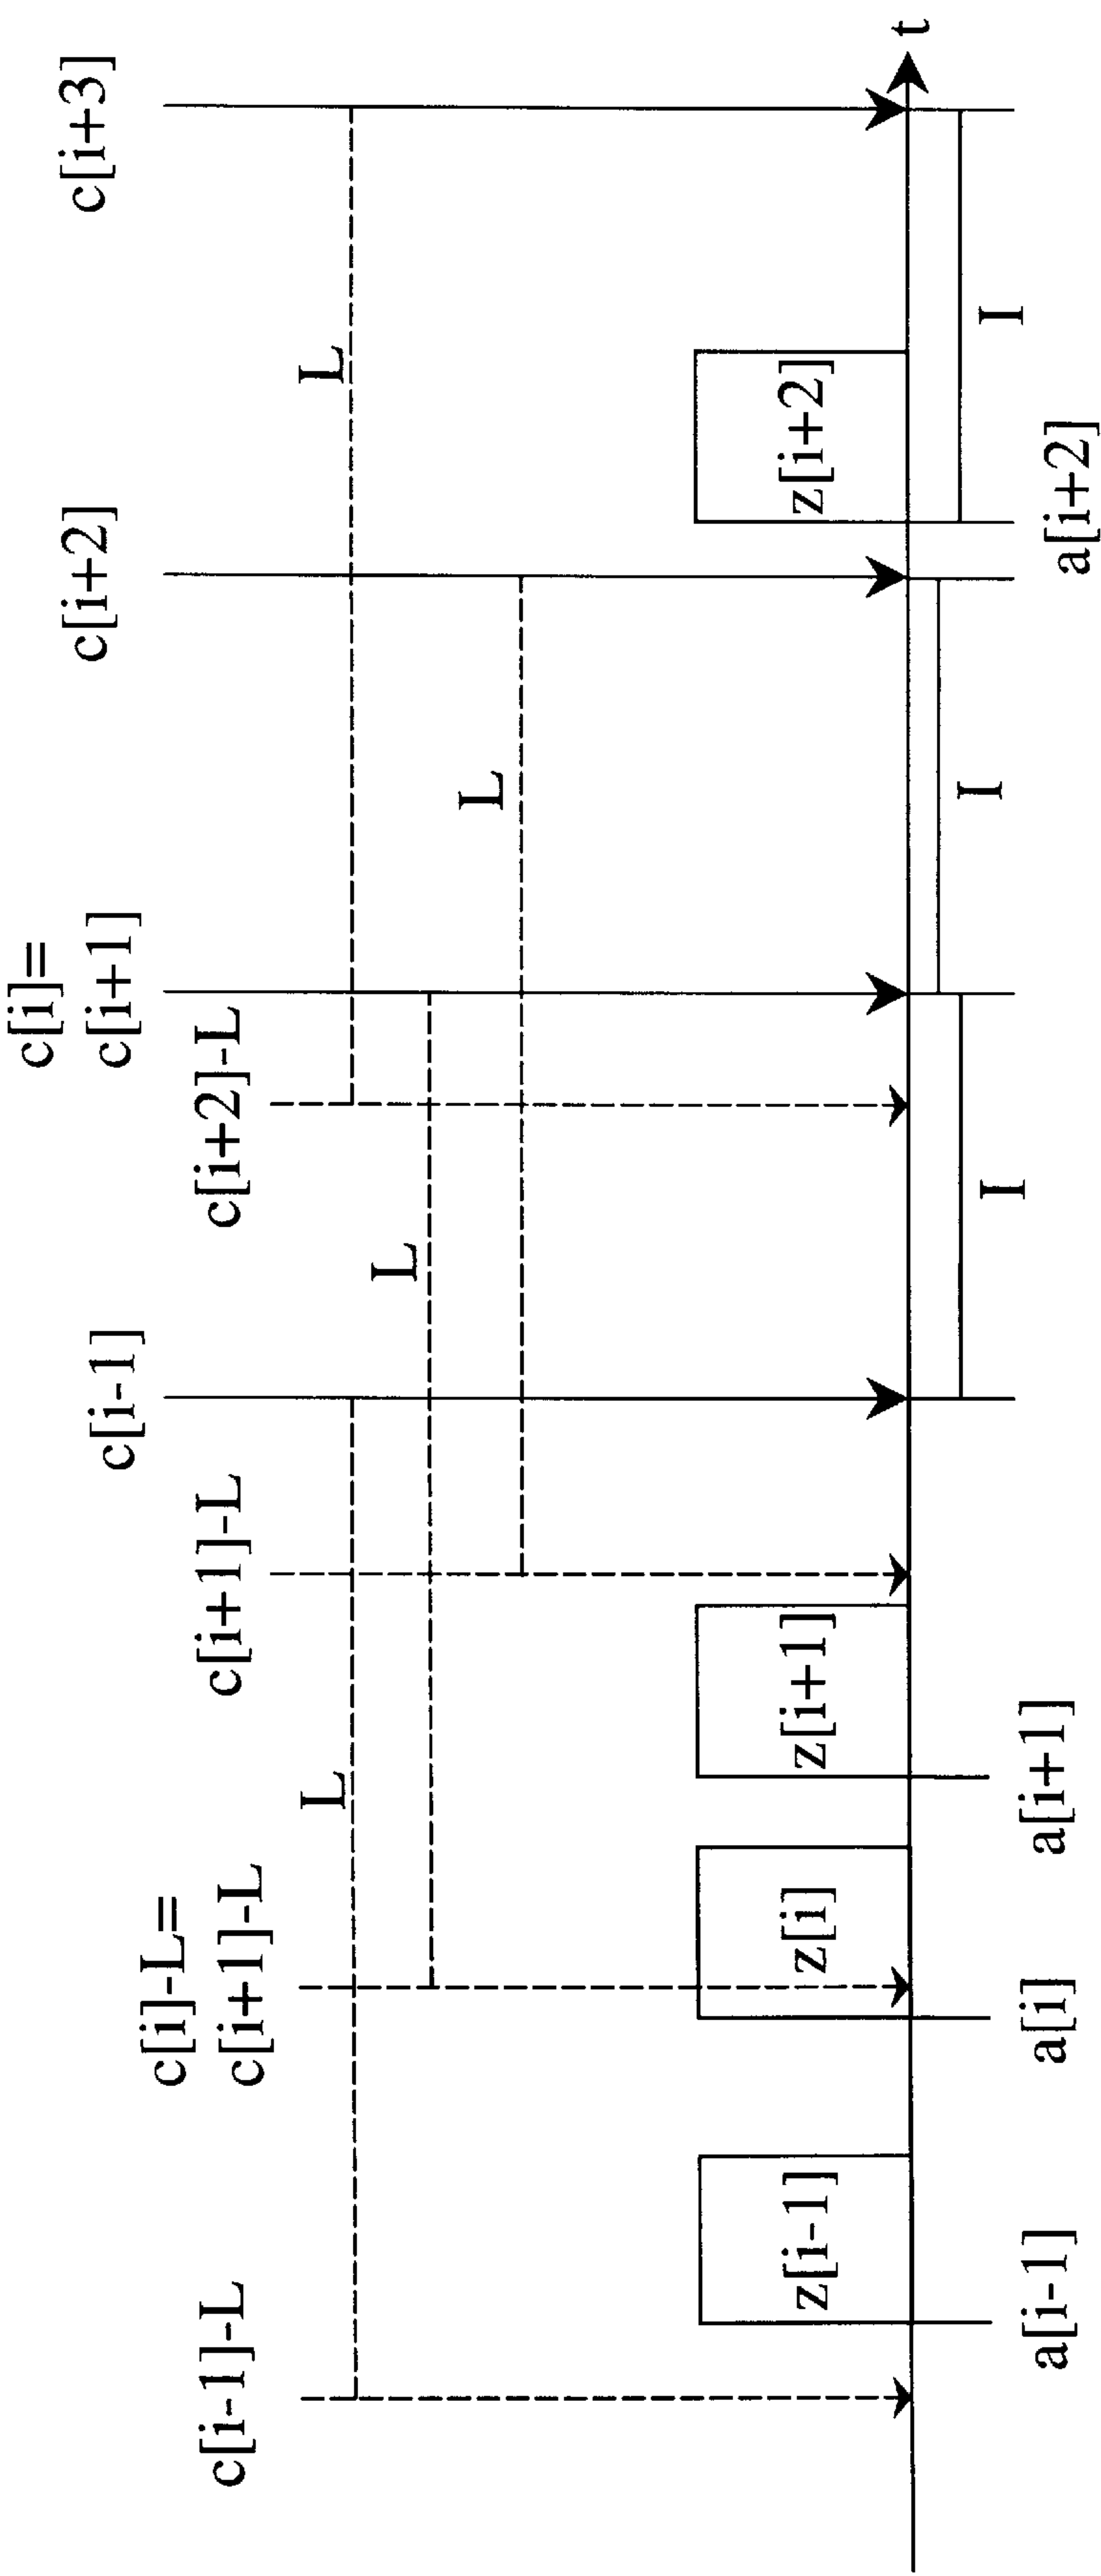 c[i]=
c[i+1]
c[i-1]
c[i+2]
c[i+3]
c[i]-L=
c[i+1]-L
c[i-1]-L
c[i+1]-L
c[i+2]-L
L
L
L
L
z[i-1]
z[i]
z[i+1]
z[i+2]
t
I
I
I
a[i-1]
a[i]
a[i+1]
a[i+2]